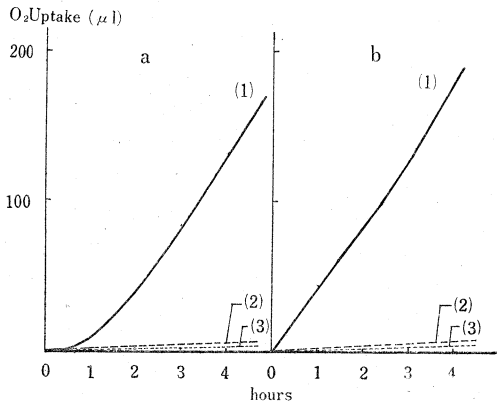 O₂Uptake (μl)
200
a
b
(1)
(1)
100
(2)
(3)
(2)
(3)
0 1 2 3 4 0 1 2 3 4
hours